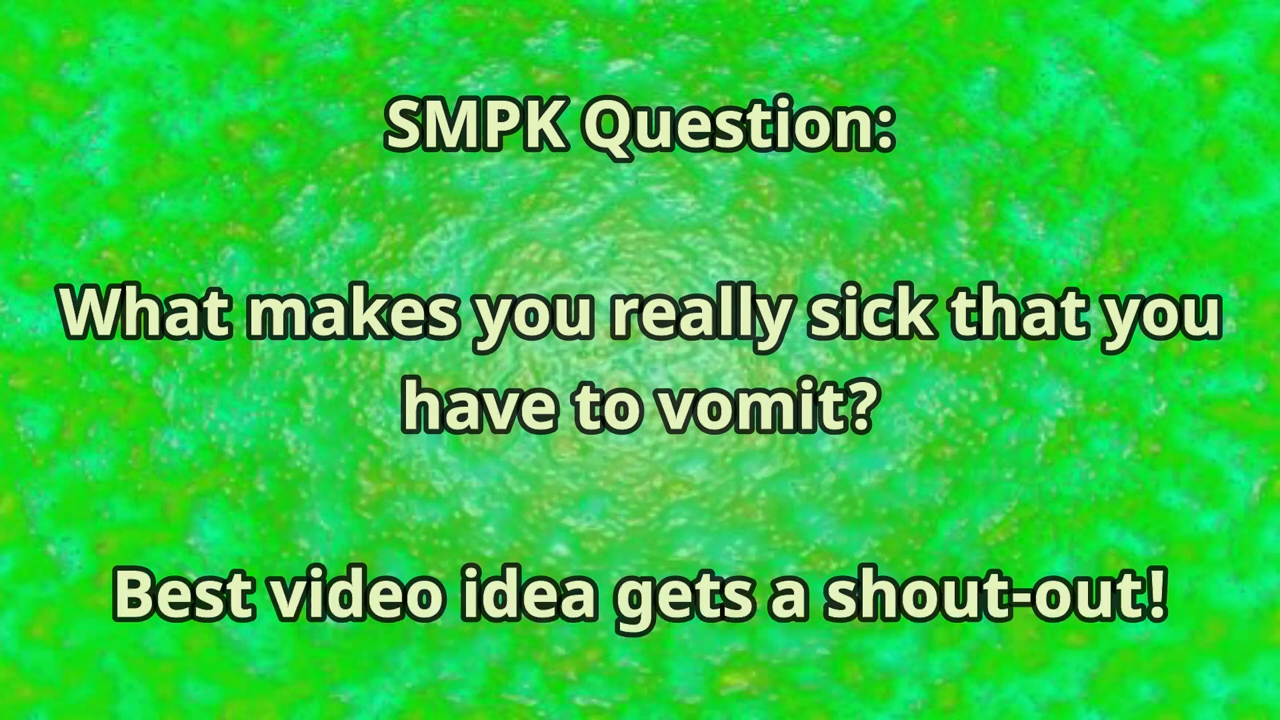 SMPK Question:
What makes you really sick that you
have to vomit?
Best video idea gets a shout-out!